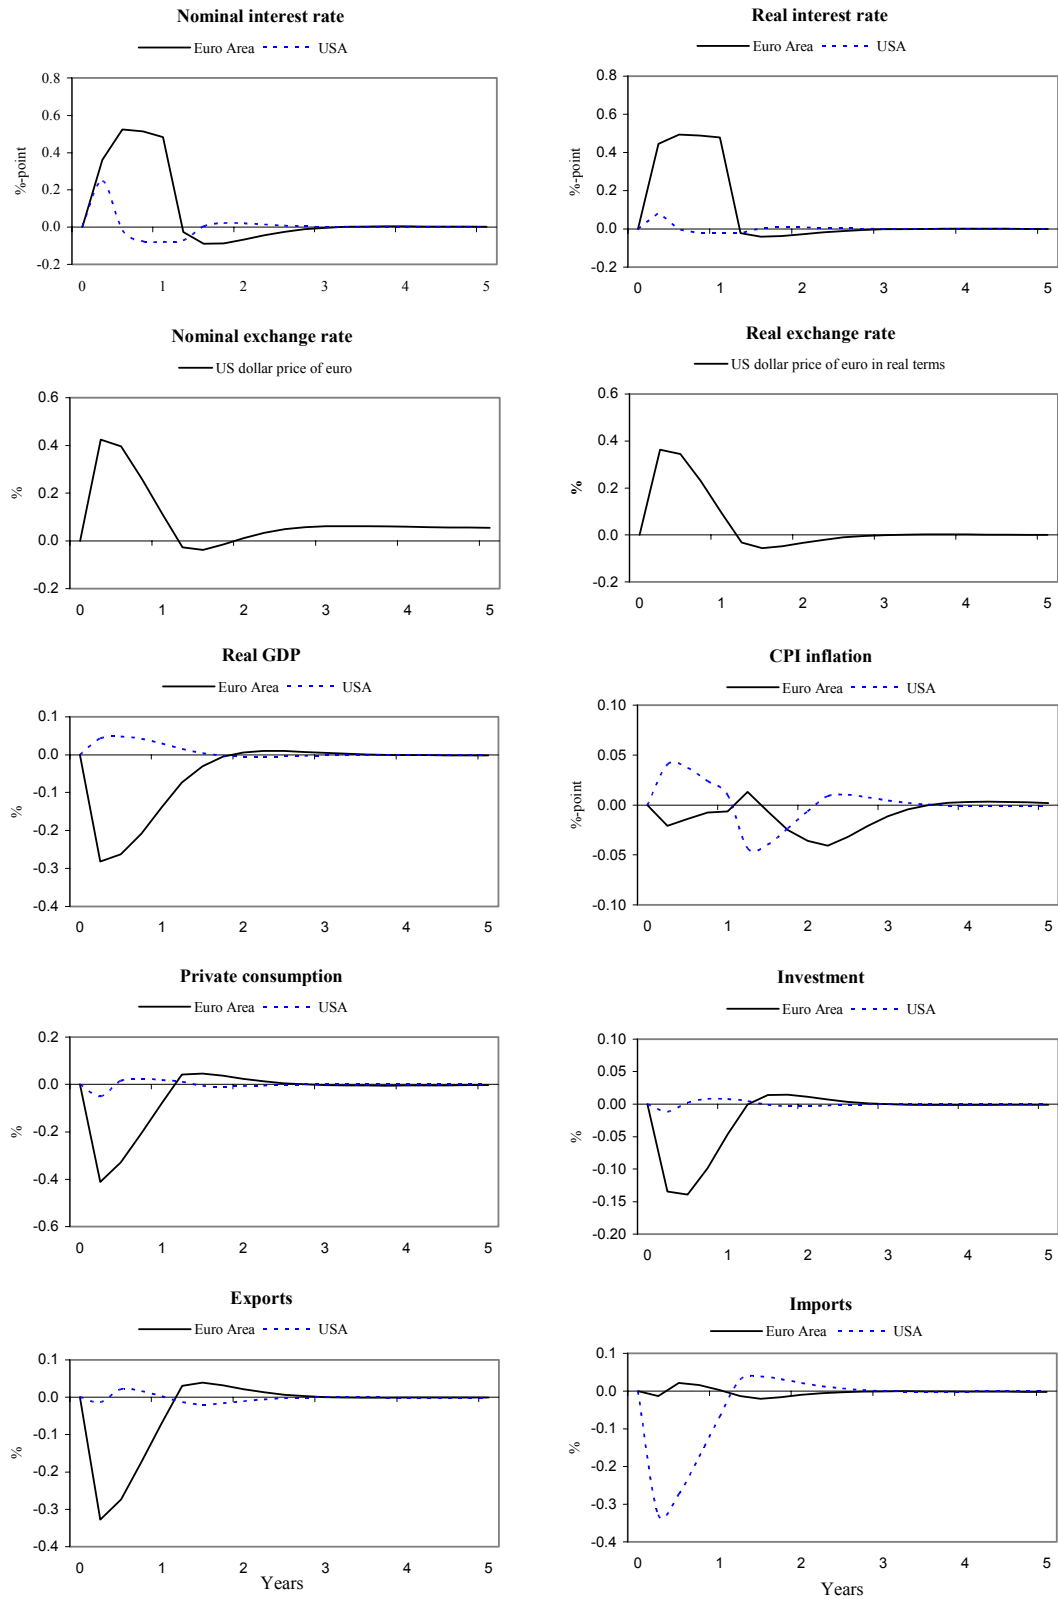 Nominal interest rate
Euro Area USA
%-point
0.8
0.6
0.4
0.2
0.0
-0.2
0 1 2 3 4 5
Real interest rate
Euro Area USA
%-point
0.8
0.6
0.4
0.2
0.0
-0.2
0 1 2 3 4 5
Nominal exchange rate
US dollar price of euro
%
0.6
0.4
0.2
0.0
-0.2
0 1 2 3 4 5
Real exchange rate
US dollar price of euro in real terms
%
0.6
0.4
0.2
0.0
-0.2
0 1 2 3 4 5
Real GDP
Euro Area USA
%
0.1
0.0
-0.1
-0.2
-0.3
-0.4
0 1 2 3 4 5
CPI inflation
Euro Area USA
%-point
0.10
0.05
0.00
-0.05
-0.10
0 1 2 3 4 5
Private consumption
Euro Area USA
%
0.2
0.0
-0.2
-0.4
-0.6
0 1 2 3 4 5
Investment
Euro Area USA
%
0.10
0.05
0.00
-0.05
-0.10
-0.15
-0.20
0 1 2 3 4 5
Exports
Euro Area USA
%
0.1
0.0
-0.1
-0.2
-0.3
-0.4
0 1 2 3 4 5
Years
Imports
Euro Area USA
%
0.1
0.0
-0.1
-0.2
-0.3
-0.4
0 1 2 3 4 5
Years